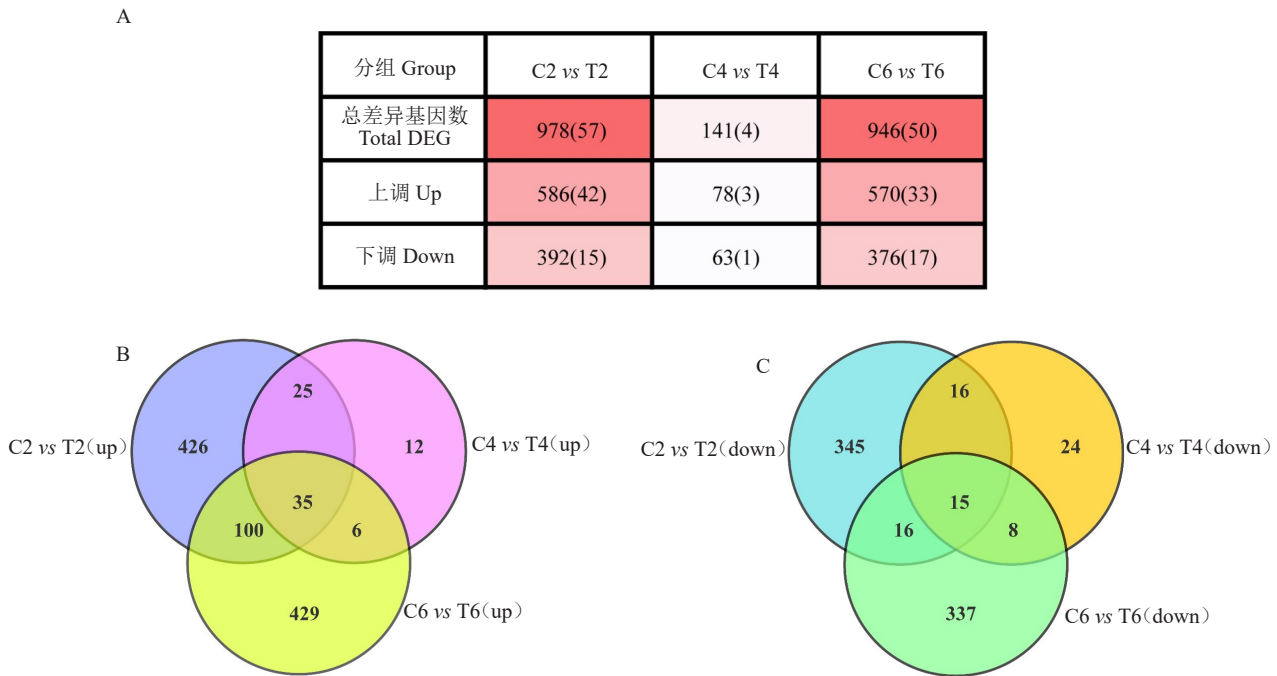 A
分组 Group C2 vs T2 C4 vs T4 C6 vs T6
总差异基因数
Total DEG 978(57) 141(4) 946(50)
上调 Up 586(42) 78(3) 570(33)
下调 Down 392(15) 63(1) 376(17)
B
25
C2 vs T2(up) 426 12 C4 vs T4(up)
35
100 6
429 C6 vs T6(up)
C
16
C2 vs T2(down) 345 24 C4 vs T4(down)
15
16 8
337 C6 vs T6(down)